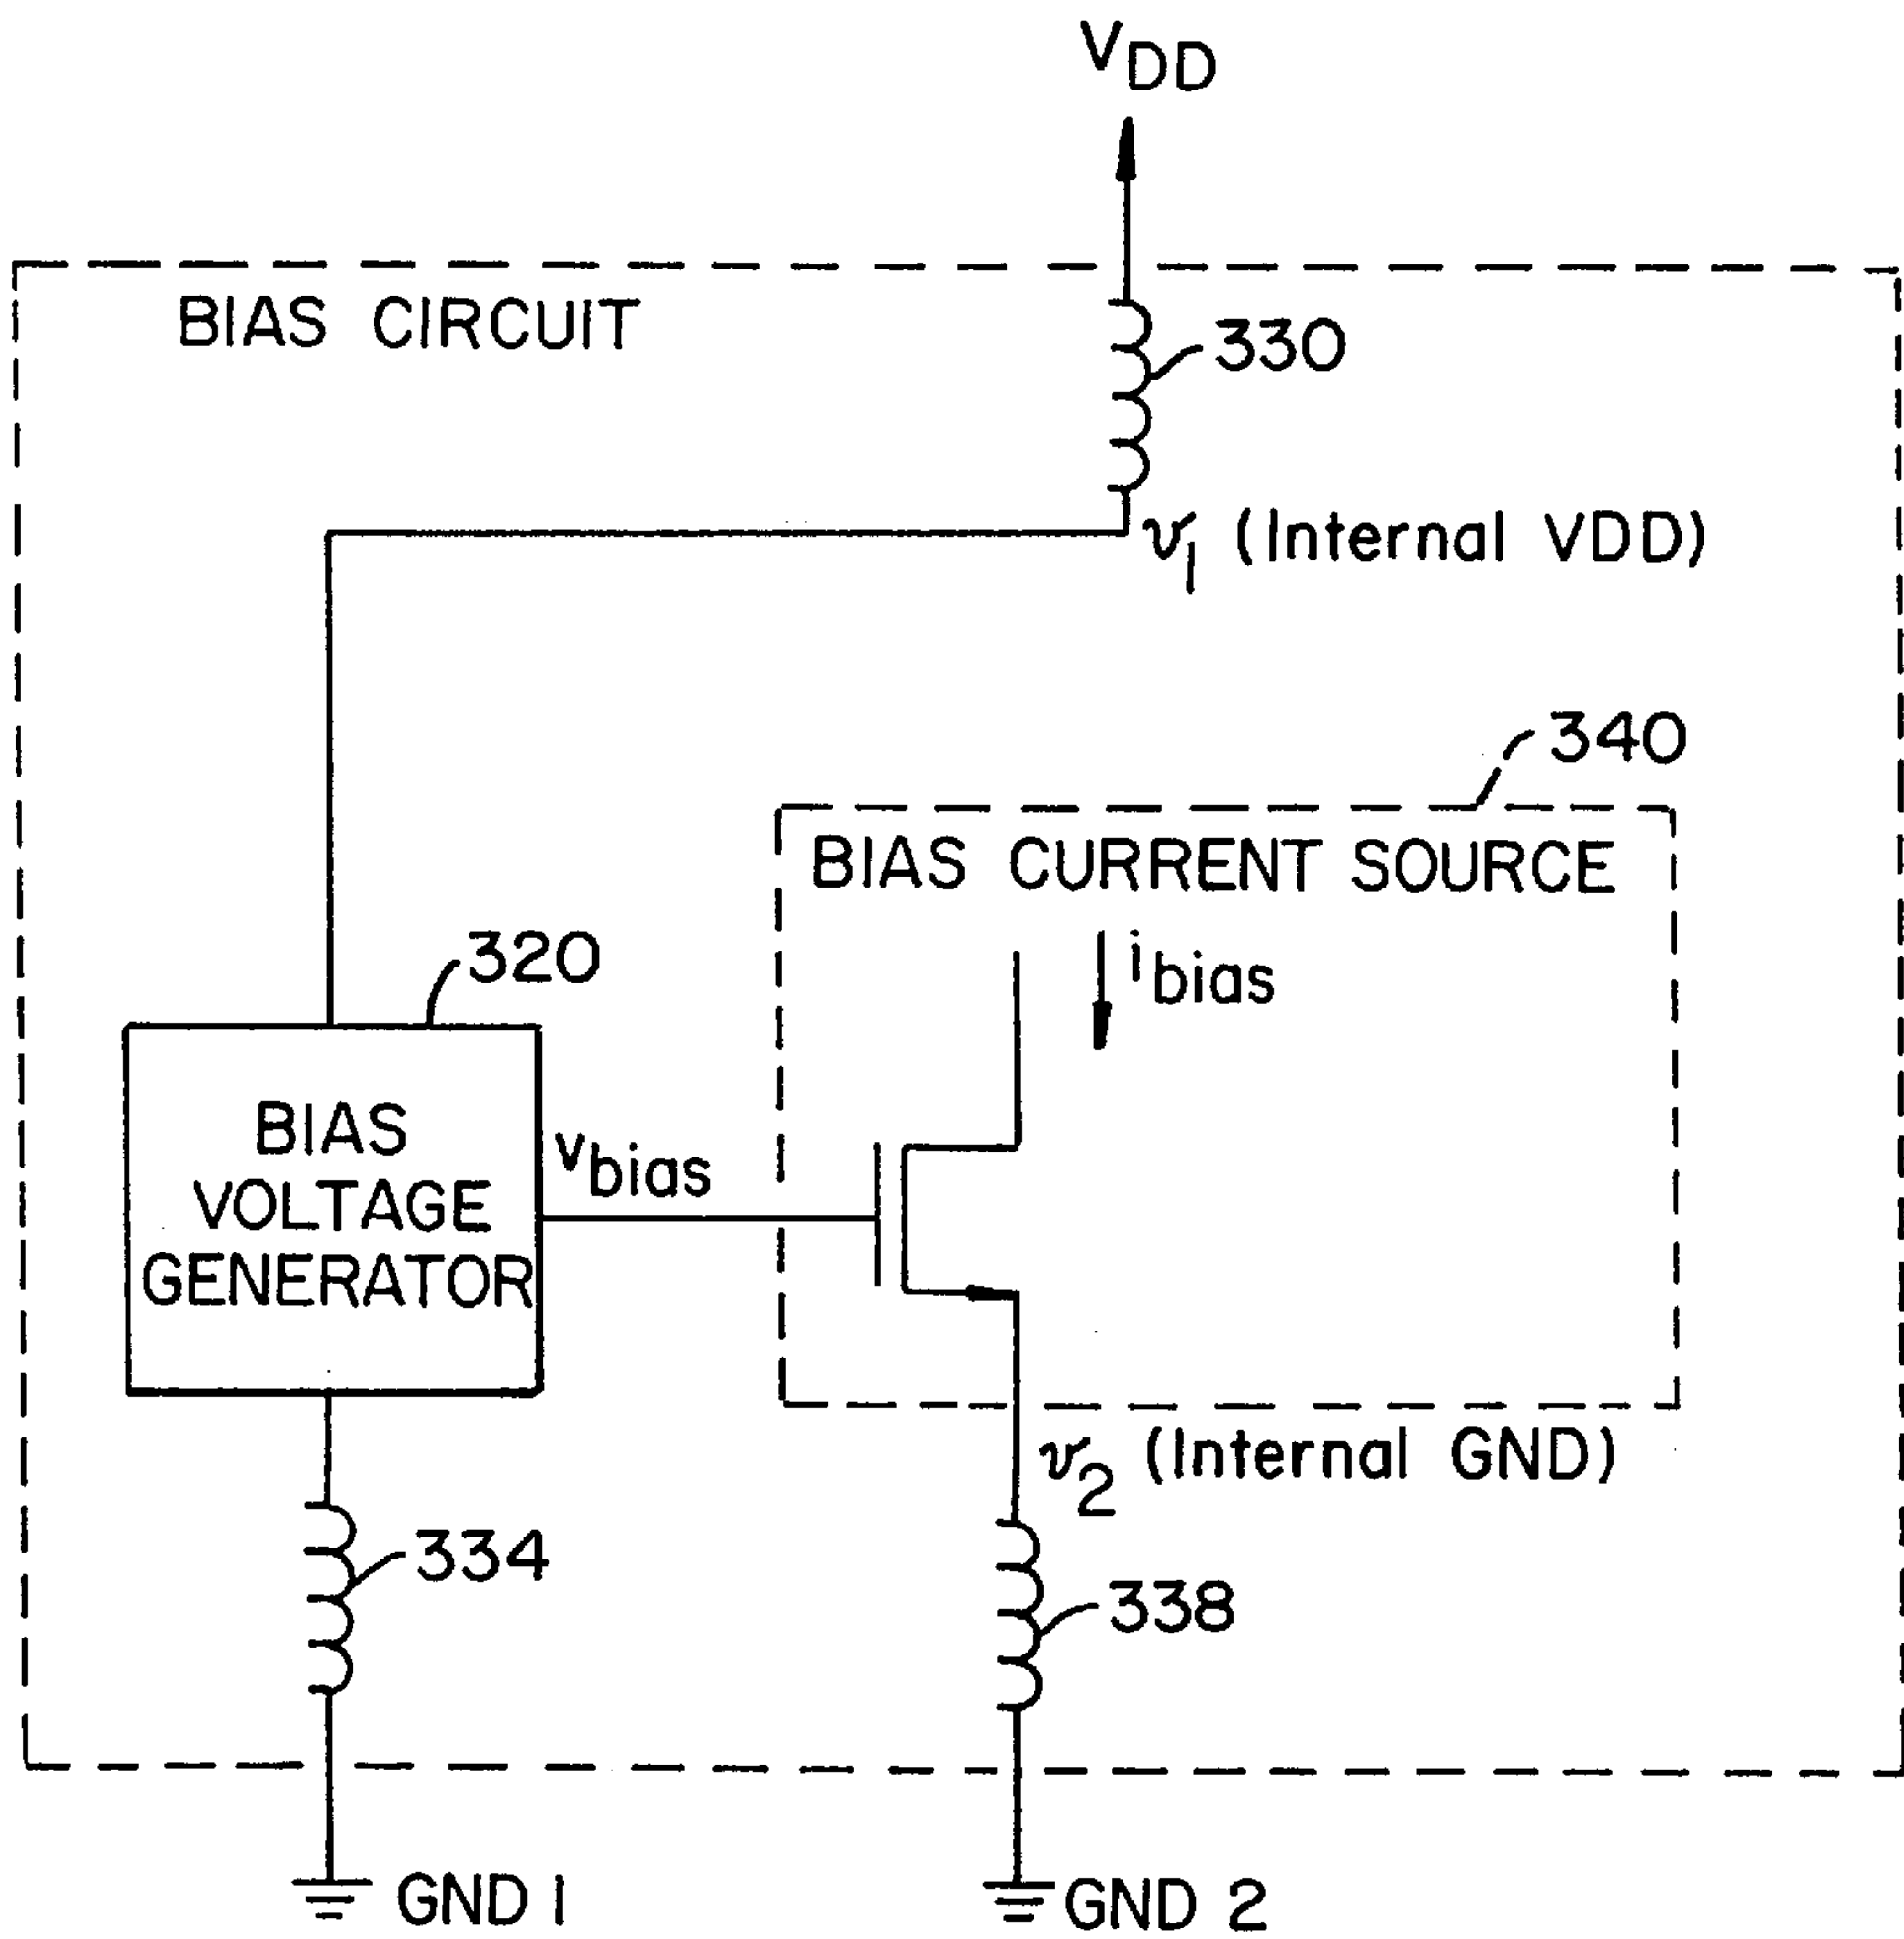 VDD
BIAS CIRCUIT
330
v1 (Internal VDD)
340
BIAS CURRENT SOURCE
ibias
320
BIAS
VOLTAGE
GENERATOR
vbias
v2 (Internal GND)
334
338
GND 1
GND 2